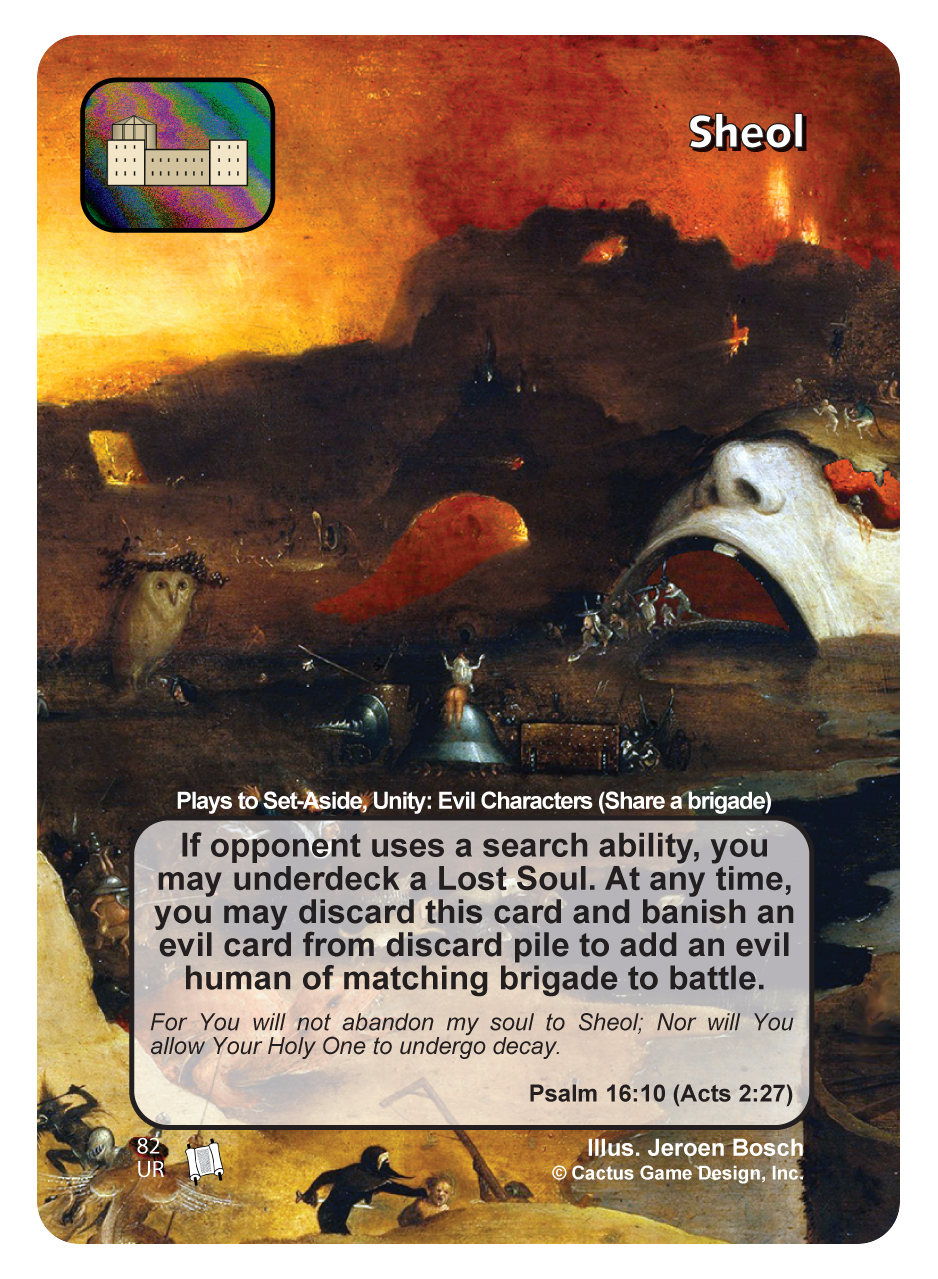 Sheol
Plays to Set-Aside, Unity: Evil Characters (Share a brigade)
If opponent uses a search ability, you
may underdeck a Lost Soul. At any time,
you may discard this card and banish an
evil card from discard pile to add an evil
human of matching brigade to battle.
For You will not abandon my soul to Sheol; Nor will You
allow Your Holy One to undergo decay.
Psalm 16:10 (Acts 2:27)
82
UR
Illus. Jeroen Bosch
© Cactus Game Design, Inc.